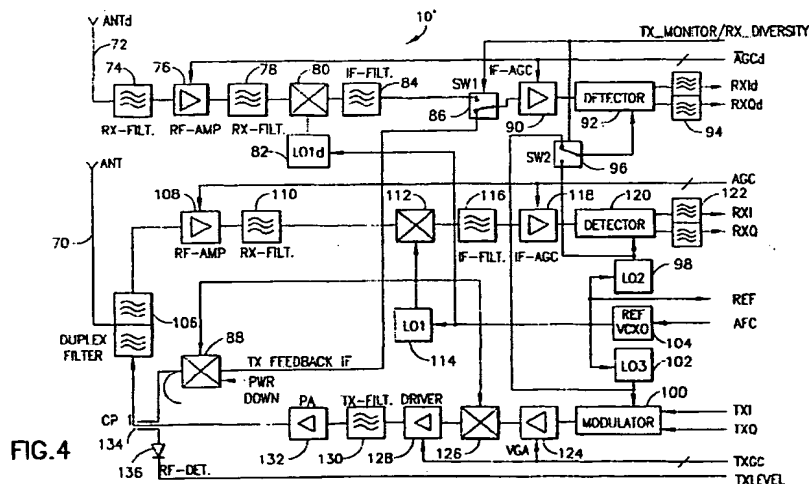 10'
ANTd
TX_MONITOR/RX_DIVERSITY
72
74
76
78
80
IF-FILT.
84
SW1
IF-AGC
AGCd
RX-FILT.
RF-AMP
RX-FILT.
86
90
DETECTOR
92
94
RXId
RXQd
82
LO1d
SW2
96
ANT
AGC
108
110
112
116
118
120
122
70
RF-AMP
RX-FILT.
IF-FILT.
IF-AGC
DETECTOR
RXI
RXQ
LO2
98
106
88
LO1
REF
DUPLEX
FILTER
TX FEEDBACK IF
114
REF
VCXO
104
AFC
PWR
DOWN
LO3
102
CP 1
134
PA
TX-FILT.
DRIVER
100
MODULATOR
TXI
TXQ
FIG.4
136
RF-DET.
132
130
128
126
VGA
124
TXGC
TXLEVEL